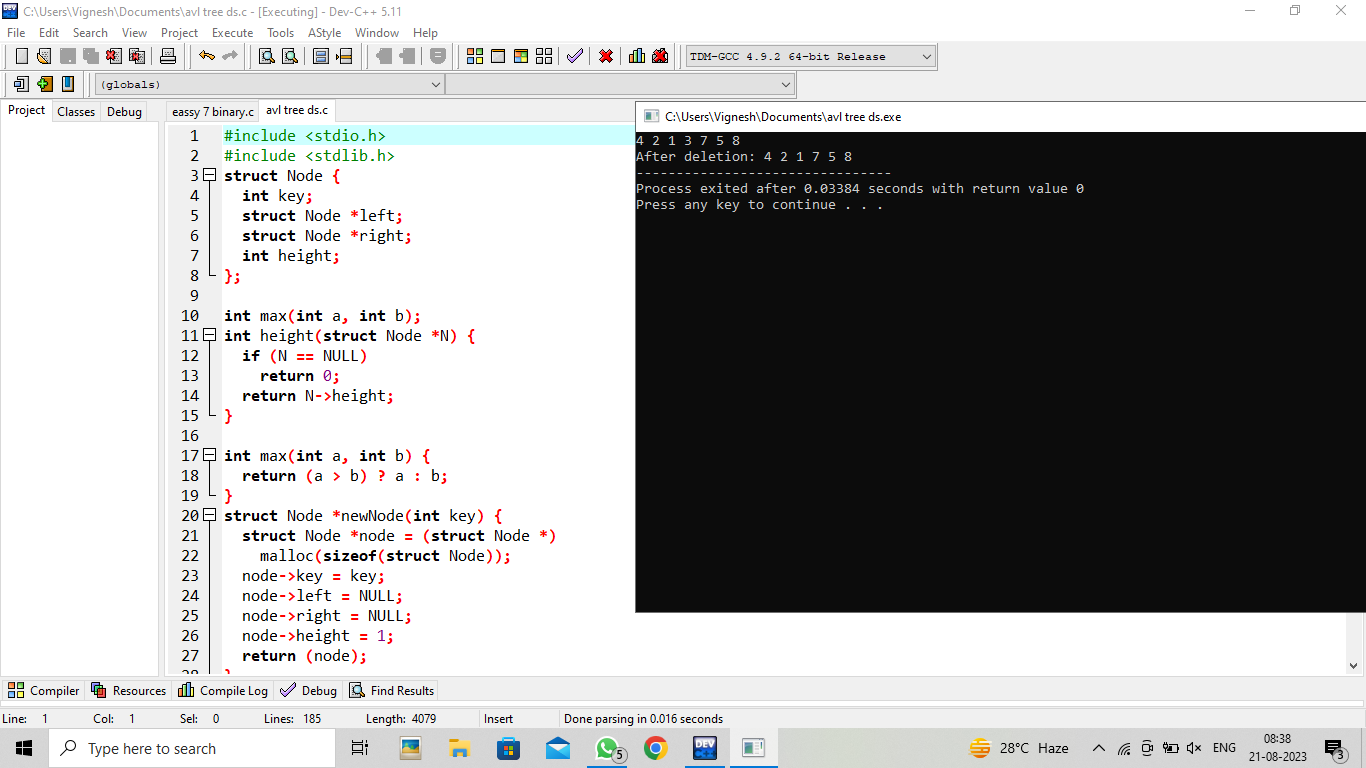 C:\Users\Vignesh\Documents\avl tree ds.c - [Executing] - Dev-C++ 5.11
File Edit Search View Project Execute Tools AStyle Window Help
TDM-GCC 4.9.2 64-bit Release
(globals)
Project Classes Debug
eassy 7 binary.c avl tree ds.c
1 #include <stdio.h>
2 #include <stdlib.h>
3 struct Node {
4 int key;
5 struct Node *left;
6 struct Node *right;
7 int height;
8 };
9
10 int max(int a, int b);
11 int height(struct Node *N) {
12 if (N == NULL)
13 return 0;
14 return N->height;
15 }
16
17 int max(int a, int b) {
18 return (a > b) ? a : b;
19 }
20 struct Node *newNode(int key) {
21 struct Node *node = (struct Node *)
22 malloc(sizeof(struct Node));
23 node->key = key;
24 node->left = NULL;
25 node->right = NULL;
26 node->height = 1;
27 return (node);
28 }
C:\Users\Vignesh\Documents\avl tree ds.exe
4 2 1 3 7 5 8
After deletion: 4 2 1 7 5 8
--------------------------------
Process exited after 0.03384 seconds with return value 0
Press any key to continue . . .
Compiler Resources Compile Log Debug Find Results
Line: 1 Col: 1 Sel: 0 Lines: 185 Length: 4079 Insert Done parsing in 0.016 seconds
Type here to search
5
DEV
28°C Haze
ENG
08:38
21-08-2023
3